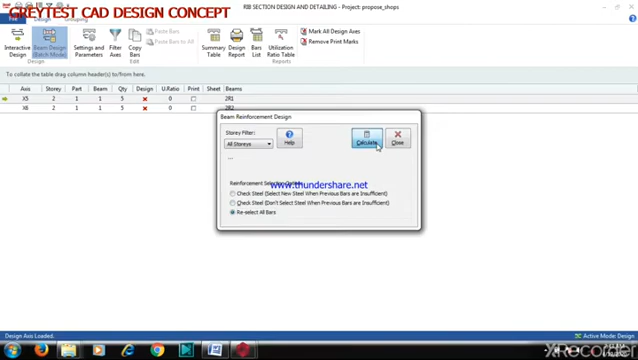 GREYTEST CAD DESIGN CONCEPT
RIB SECTION DESIGN AND DETAILING - Project: propose_shops
File Design Grouping
Interactive Design
Beam Design (Batch Mode)
Settings and Parameters
Filter Axes
Copy Bars
Paste Bars
Paste Bars to All
Summary Table
Design Report
Bars List
Utilization Ratio Table
Mark All Design Axes
Remove Print Marks
Reports
To collate the table drag column header(s) to/from here.
Axis Storey Part Beam Qty Design U.Ratio Print Sheet Beams
X5 2 1 1 5 0 2R1
X6 2 1 1 5 0 2R2
Beam Reinforcement Design
Storey Filter:
All Storeys
Help
Calculate
Close
...
Reinforcement Selection Options
www.thundershare.net
Check Steel (Select New Steel When Previous Bars are Insufficient)
Check Steel (Don't Select Steel When Previous Bars are Insufficient)
Re-select All Bars
Design Axis Loaded.
Active Mode: Design
XRecorder